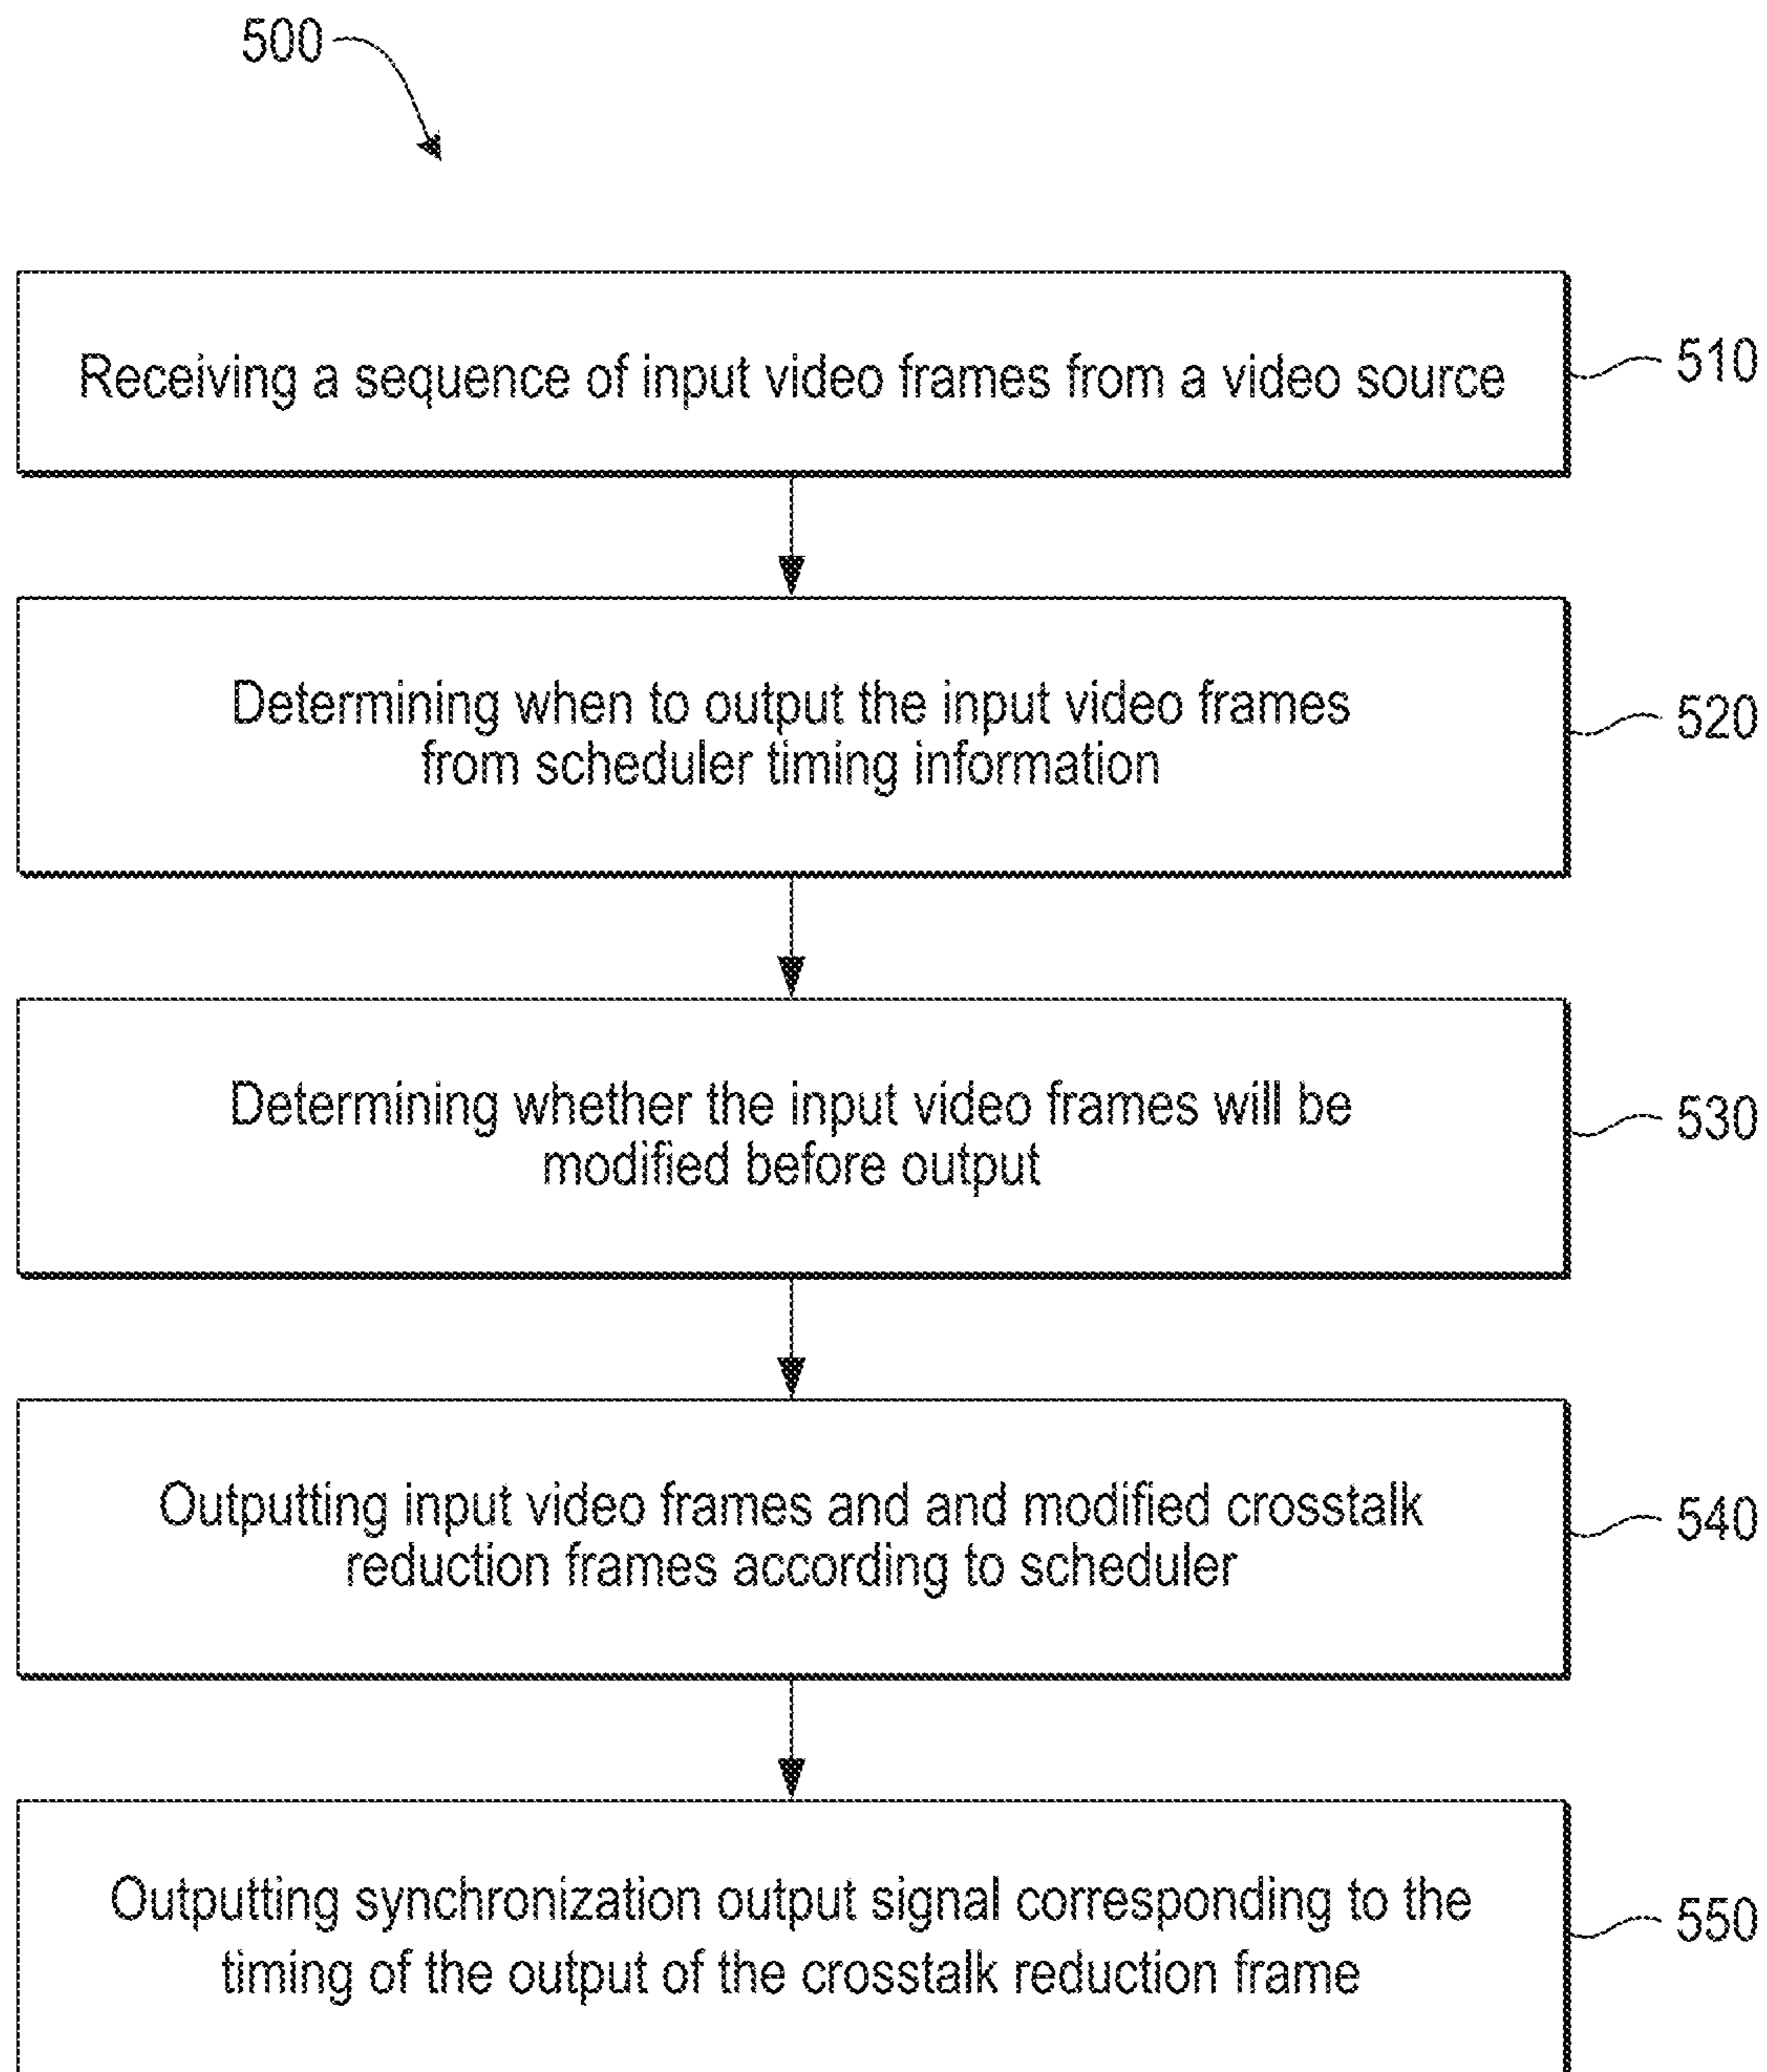 500
Receiving a sequence of input video frames from a video source
510
Determining when to output the input video frames
from scheduler timing information
520
Determining whether the input video frames will be
modified before output
530
Outputting input video frames and and modified crosstalk
reduction frames according to scheduler
540
Outputting synchronization output signal corresponding to the
timing of the output of the crosstalk reduction frame
550